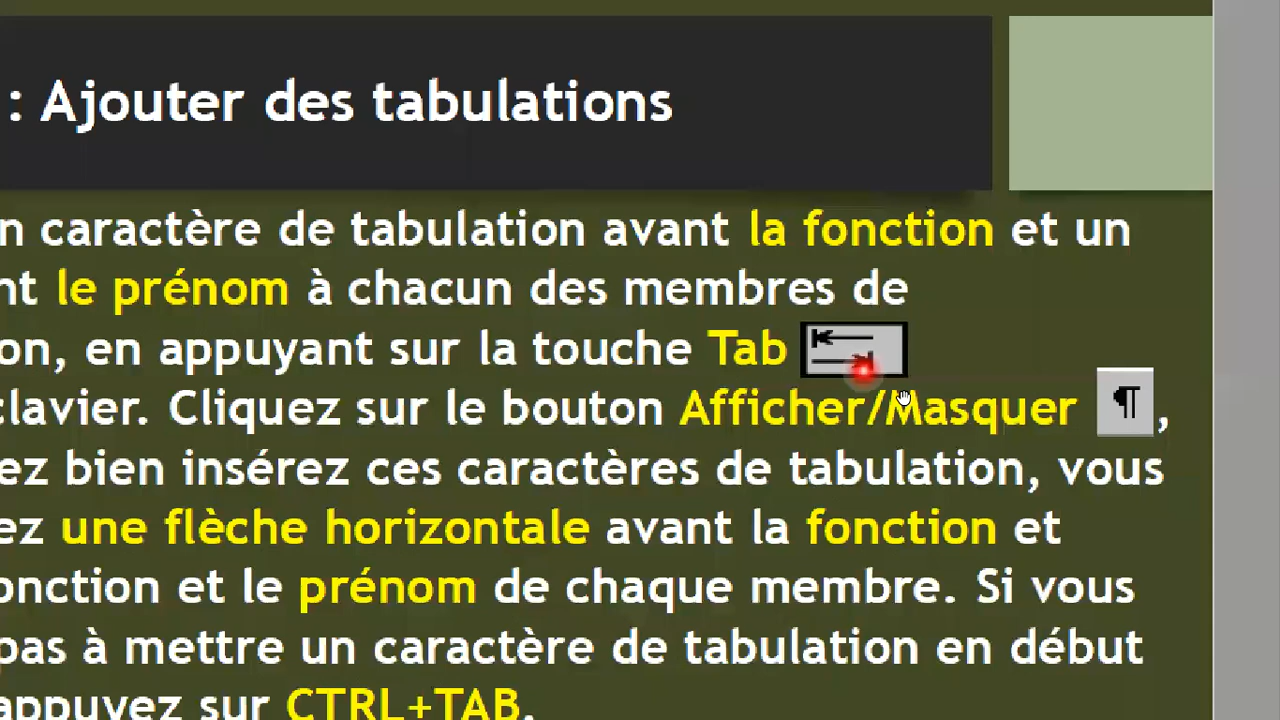 : Ajouter des tabulations
n caractère de tabulation avant la fonction et un
nt le prénom à chacun des membres de
on, en appuyant sur la touche Tab
clavier. Cliquez sur le bouton Afficher/Masquer ¶,
ez bien insérez ces caractères de tabulation, vous
ez une flèche horizontale avant la fonction et
onction et le prénom de chaque membre. Si vous
pas à mettre un caractère de tabulation en début
appuyez sur CTRL+TAB.